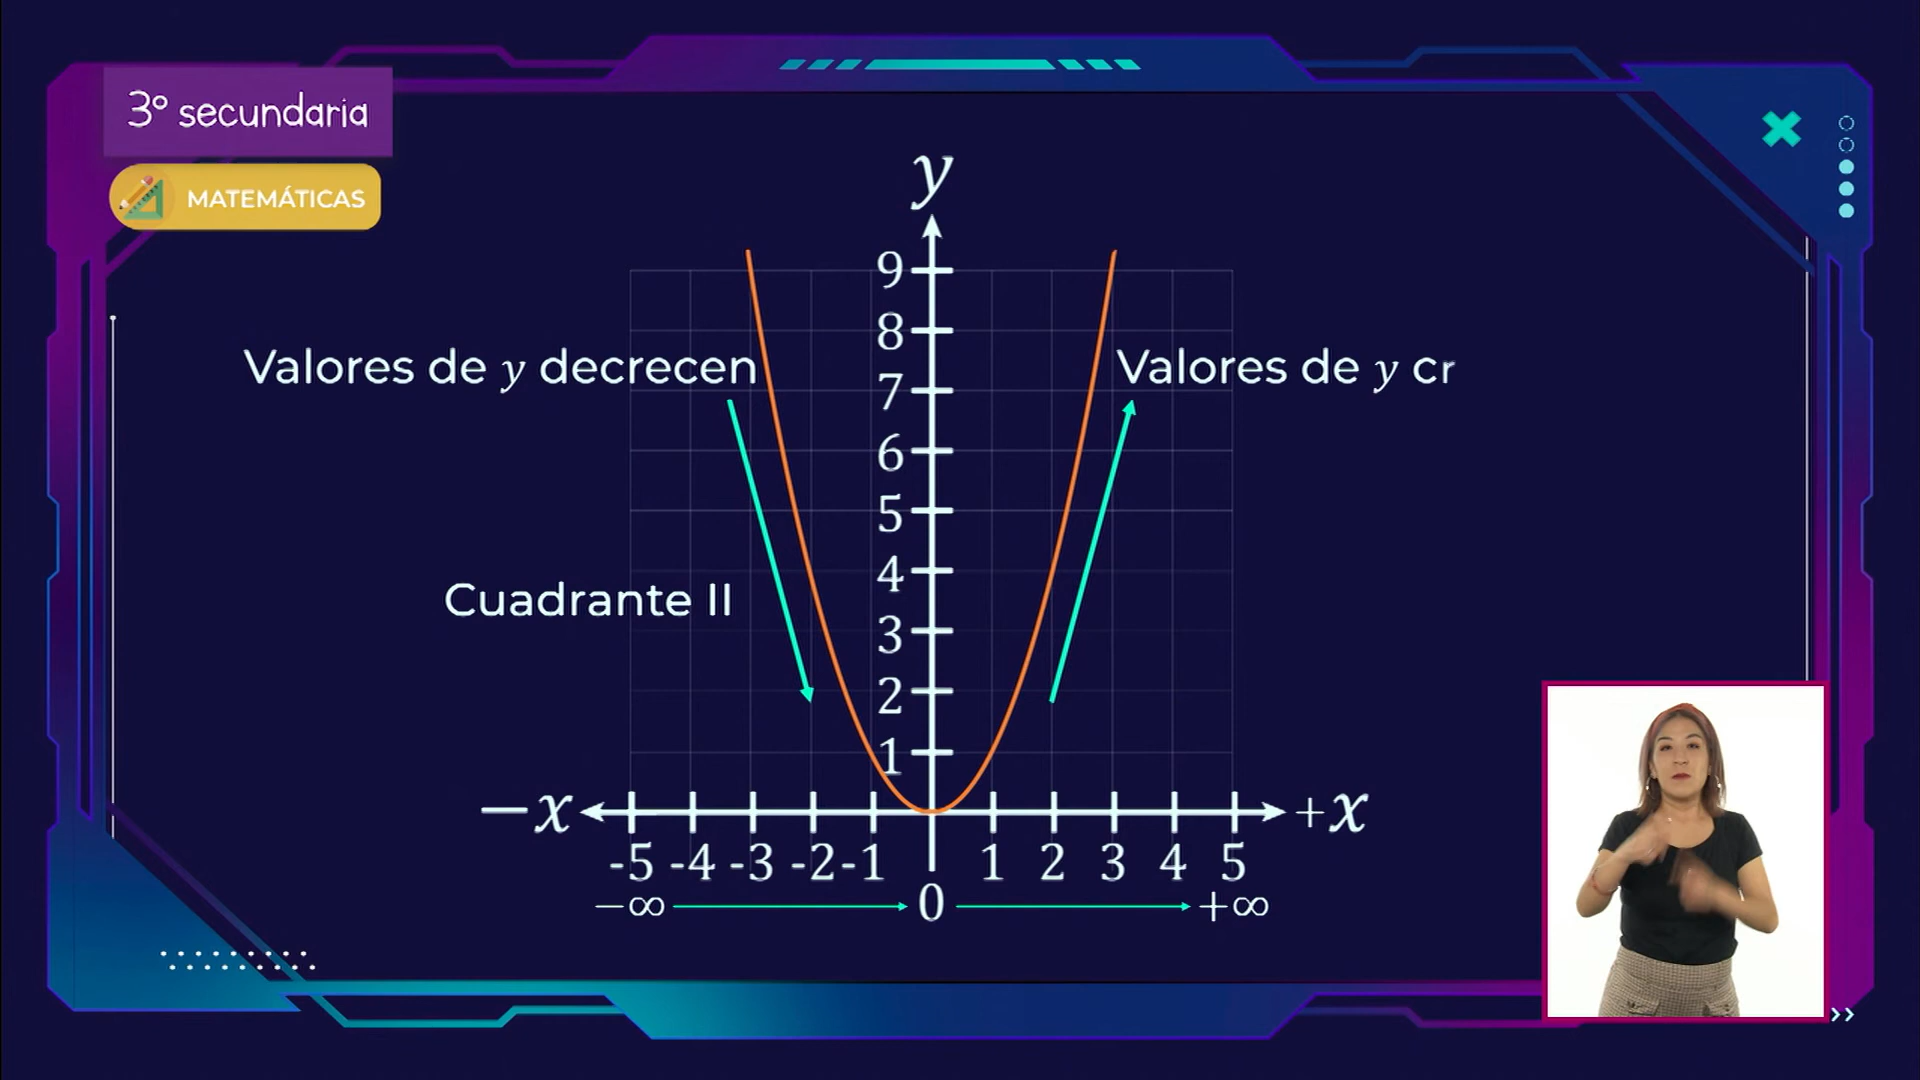 3º secundaria
MATEMÁTICAS
y
9
8
Valores de y decrecen
Valores de y cr
7
6
5
4
Cuadrante II
3
2
1
−x
+x
-5 -4 -3 -2 -1 1 2 3 4 5
−∞ 0 +∞